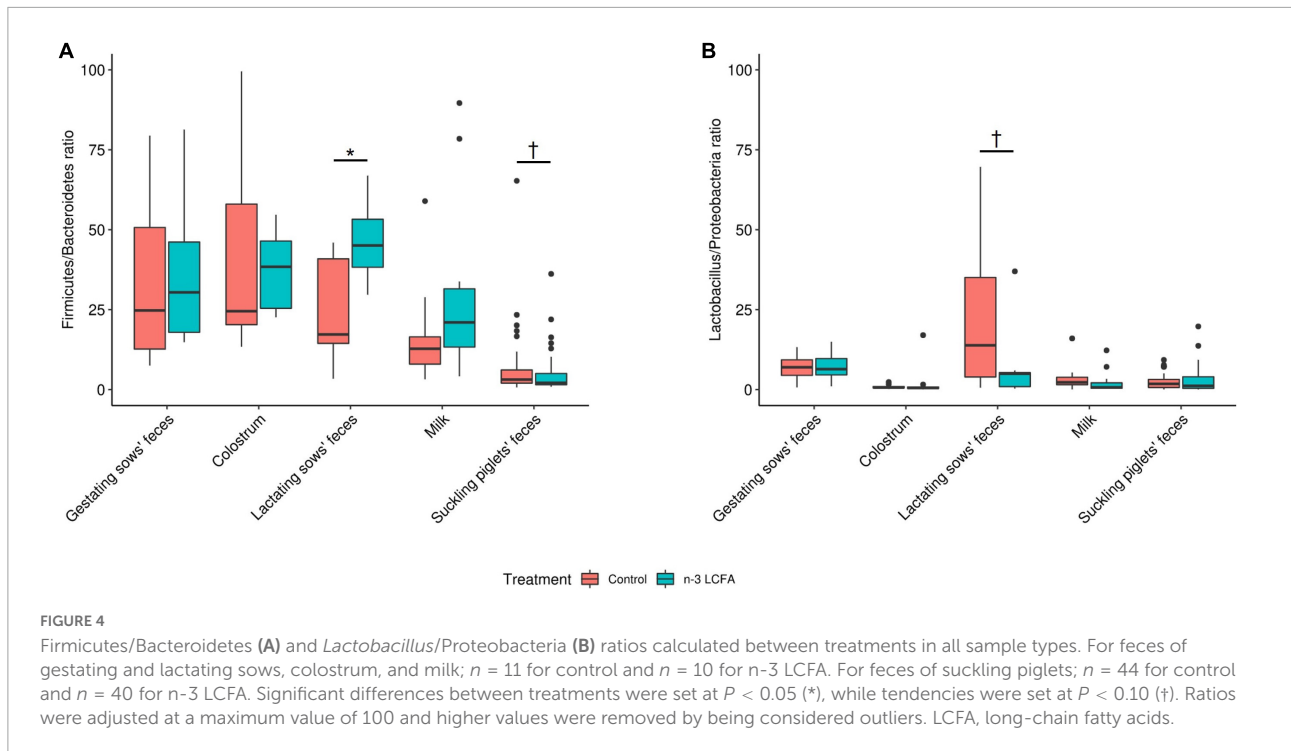 A
Firmicutes/Bacteroidetes ratio
100
75
50
25
0
*
†
Gestating sows' feces
Colostrum
Lactating sows' feces
Milk
Suckling piglets' feces
B
Lactobacillus/Proteobacteria ratio
100
75
50
25
0
†
Gestating sows' feces
Colostrum
Lactating sows' feces
Milk
Suckling piglets' feces
Treatment Control n-3 LCFA
FIGURE 4
Firmicutes/Bacteroidetes (A) and Lactobacillus/Proteobacteria (B) ratios calculated between treatments in all sample types. For feces of
gestating and lactating sows, colostrum, and milk; n = 11 for control and n = 10 for n-3 LCFA. For feces of suckling piglets; n = 44 for control
and n = 40 for n-3 LCFA. Significant differences between treatments were set at P < 0.05 (*), while tendencies were set at P < 0.10 (†). Ratios
were adjusted at a maximum value of 100 and higher values were removed by being considered outliers. LCFA, long-chain fatty acids.